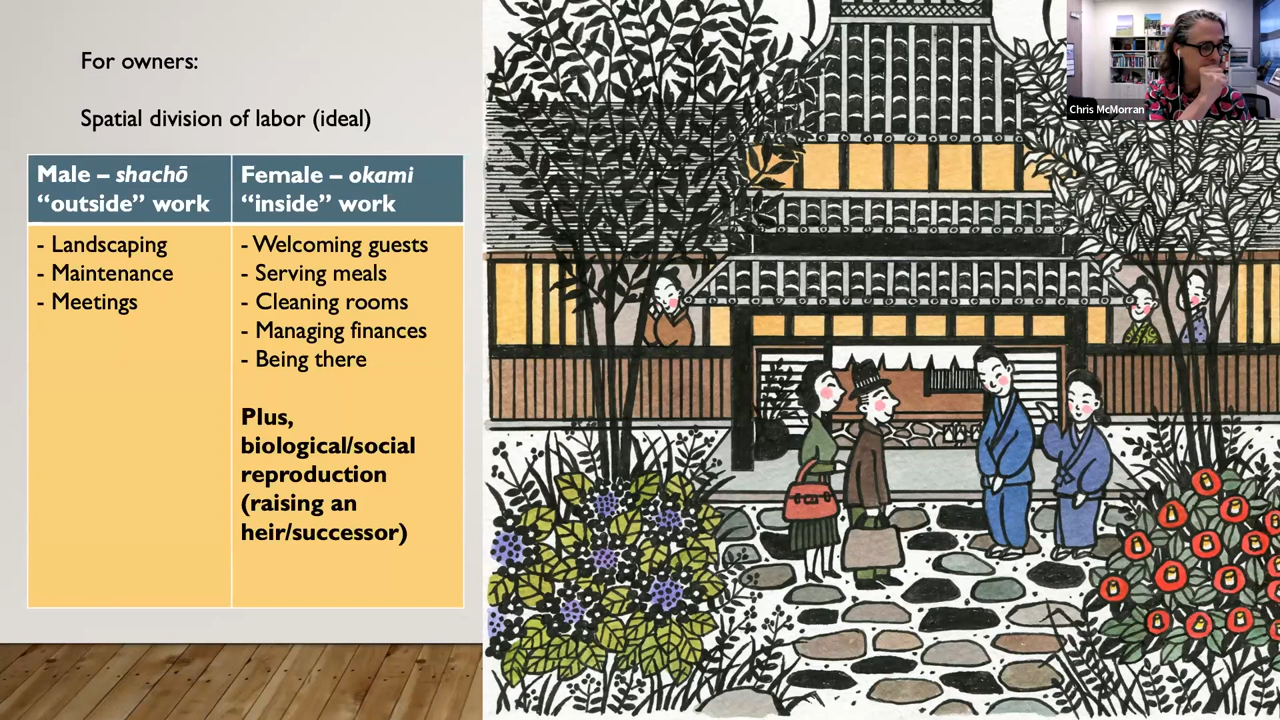 For owners:
Spatial division of labor (ideal)
Male – shachō
“outside” work
Female – okami
“inside” work
- Landscaping
- Maintenance
- Meetings
- Welcoming guests
- Serving meals
- Cleaning rooms
- Managing finances
- Being there
Plus,
biological/social
reproduction
(raising an
heir/successor)
Chris McMorran